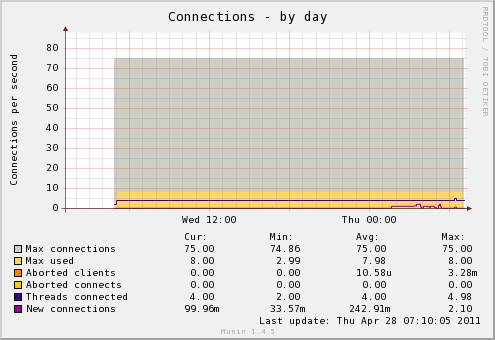 Connections - by day
RRDTOOL / TOBI OETIKER
Connections per second
80
70
60
50
40
30
20
10
0
Wed 12:00 Thu 00:00
Cur: Min: Avg: Max:
Max connections 75.00 74.86 75.00 75.00
Max used 8.00 2.99 7.98 8.00
Aborted clients 0.00 0.00 10.58u 3.28m
Aborted connects 0.00 0.00 0.00 0.00
Threads connected 4.00 2.00 4.00 4.98
New connections 99.96m 33.57m 242.91m 2.10
Last update: Thu Apr 28 07:10:05 2011
Munin 1.4.5